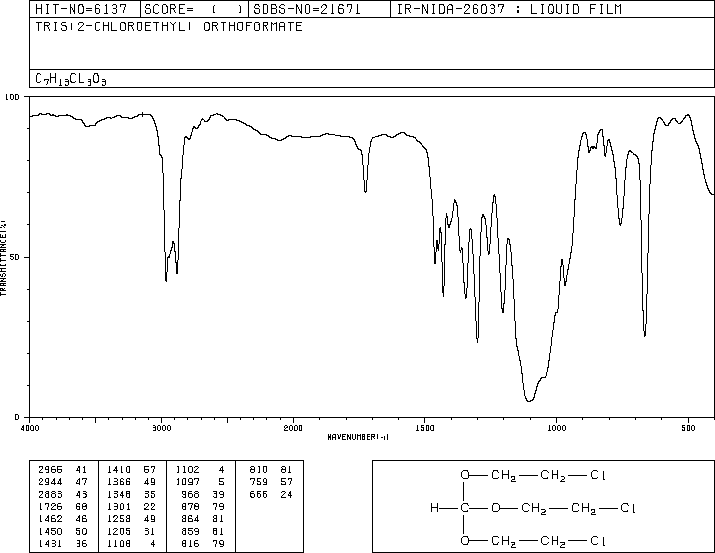 HIT-NO=6137 SCORE= ( ) SDBS-NO=21671 IR-NIDA-26037 : LIQUID FILM
TRIS(2-CHLOROETHYL) ORTHOFORMATE
C7H13CL3O3
100
50
0
TRANSMITTANCE(%)
4000 3000 2000 1500 1000 500
WAVENUMBER(-1)
2966 41 1410 57 1102 4 810 81
2944 47 1366 49 1097 5 759 57
2883 43 1348 35 968 39 666 24
1726 68 1301 22 878 79
1462 46 1258 49 864 81
1450 50 1205 31 859 81
1431 36 1108 4 816 79
O—CH2—CH2—Cl
H—C—O—CH2—CH2—Cl
O—CH2—CH2—Cl